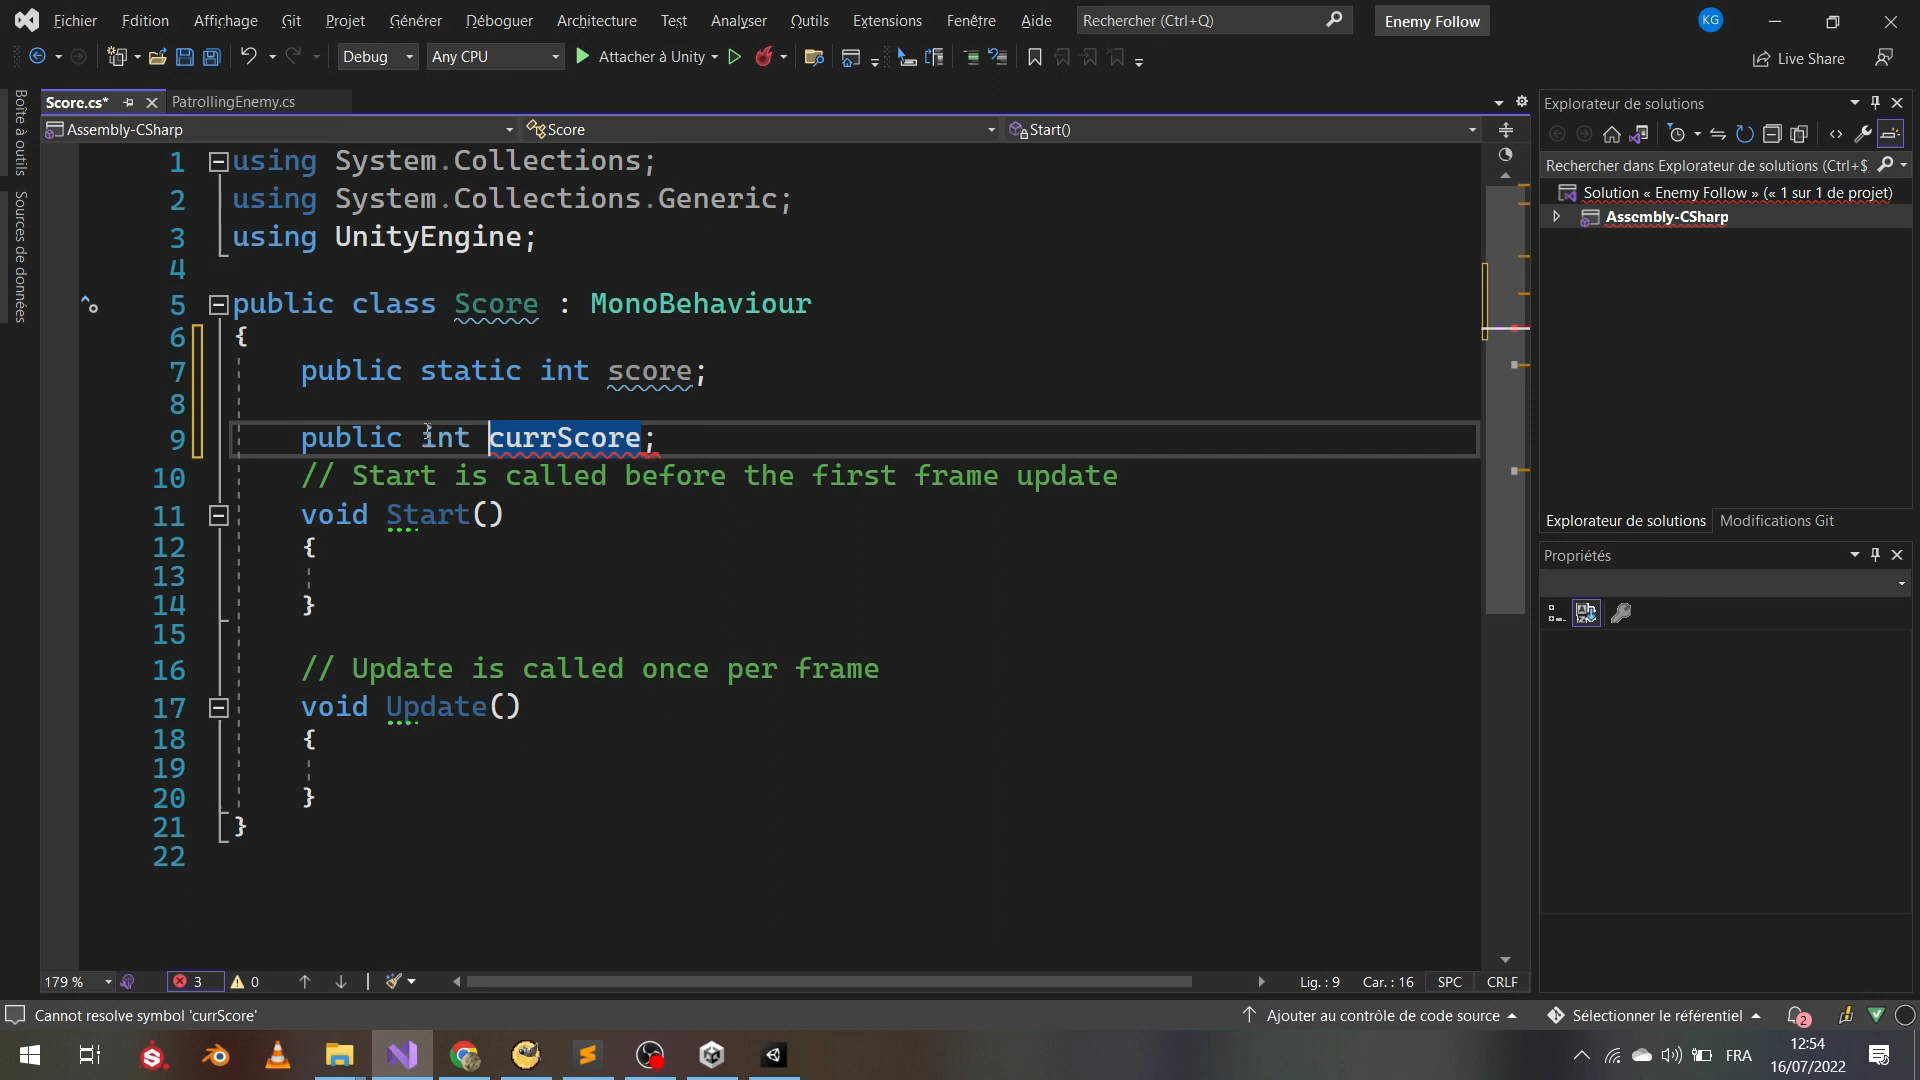 Fichier Edition Affichage Git Projet Générer Déboguer Architecture Test Analyser Outils Extensions Fenêtre Aide Rechercher (Ctrl+Q) Enemy Follow KG
Debug Any CPU Attacher à Unity Live Share
Boîte à outils
Sources de données
Score.cs* PatrollingEnemy.cs
Assembly-CSharp Score Start()
1 using System.Collections;
2 using System.Collections.Generic;
3 using UnityEngine;
4
5 public class Score : MonoBehaviour
6 {
7 public static int score;
8
9 public int currScore;
10 // Start is called before the first frame update
11 void Start()
12 {
13
14 }
15
16 // Update is called once per frame
17 void Update()
18 {
19
20 }
21 }
22
Explorateur de solutions
Rechercher dans Explorateur de solutions (Ctrl+$
Solution « Enemy Follow » (« 1 sur 1 de projet)
Assembly-CSharp
Explorateur de solutions Modifications Git
Propriétés
179 % 3 0 Lig. : 9 Car. : 16 SPC CRLF
Cannot resolve symbol 'currScore' Ajouter au contrôle de code source Sélectionner le référentiel 2
FRA 12:54
16/07/2022